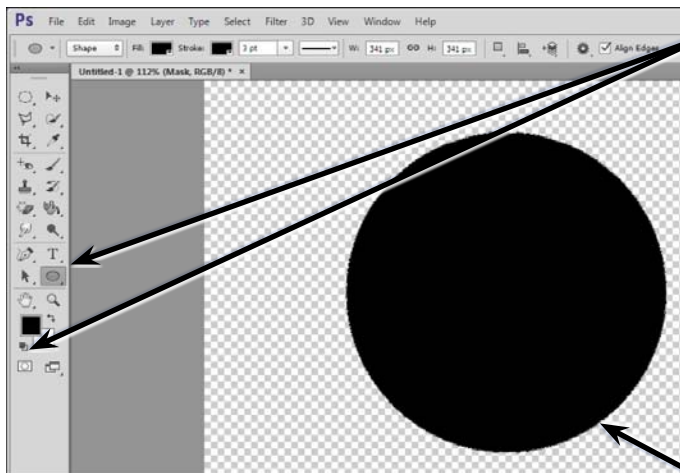 Ps File Edit Image Layer Type Select Filter 3D View Window Help
Shape Fill: Stroke: 3 pt W: 341 px H: 341 px Align Edges
Untitled-1 @ 112% (Mask, RGB/8) * ×
T